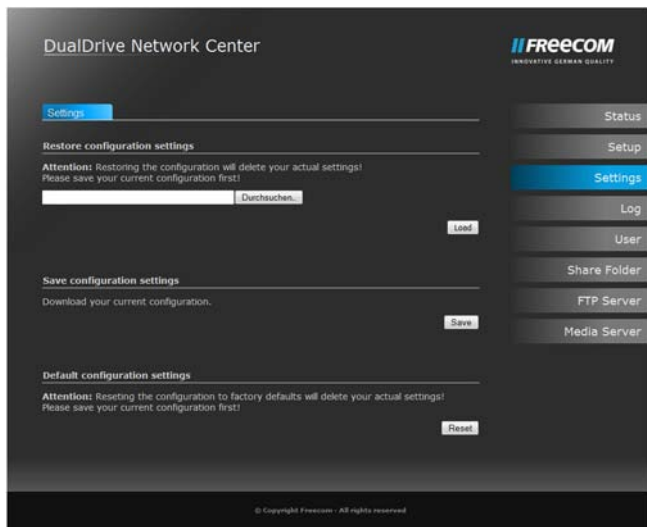 DualDrive Network Center
FREECOM
INNOVATIVE GERMAN QUALITY
Settings
Restore configuration settings
Attention: Restoring the configuration will delete your actual settings!
Please save your current configuration first!
Durchsuchen..
Load
Save configuration settings
Download your current configuration.
Save
Default configuration settings
Attention: Reseting the configuration to factory defaults will delete your actual settings!
Please save your current configuration first!
Reset
Status
Setup
Settings
Log
User
Share Folder
FTP Server
Media Server
© Copyright Freecom - All rights reserved